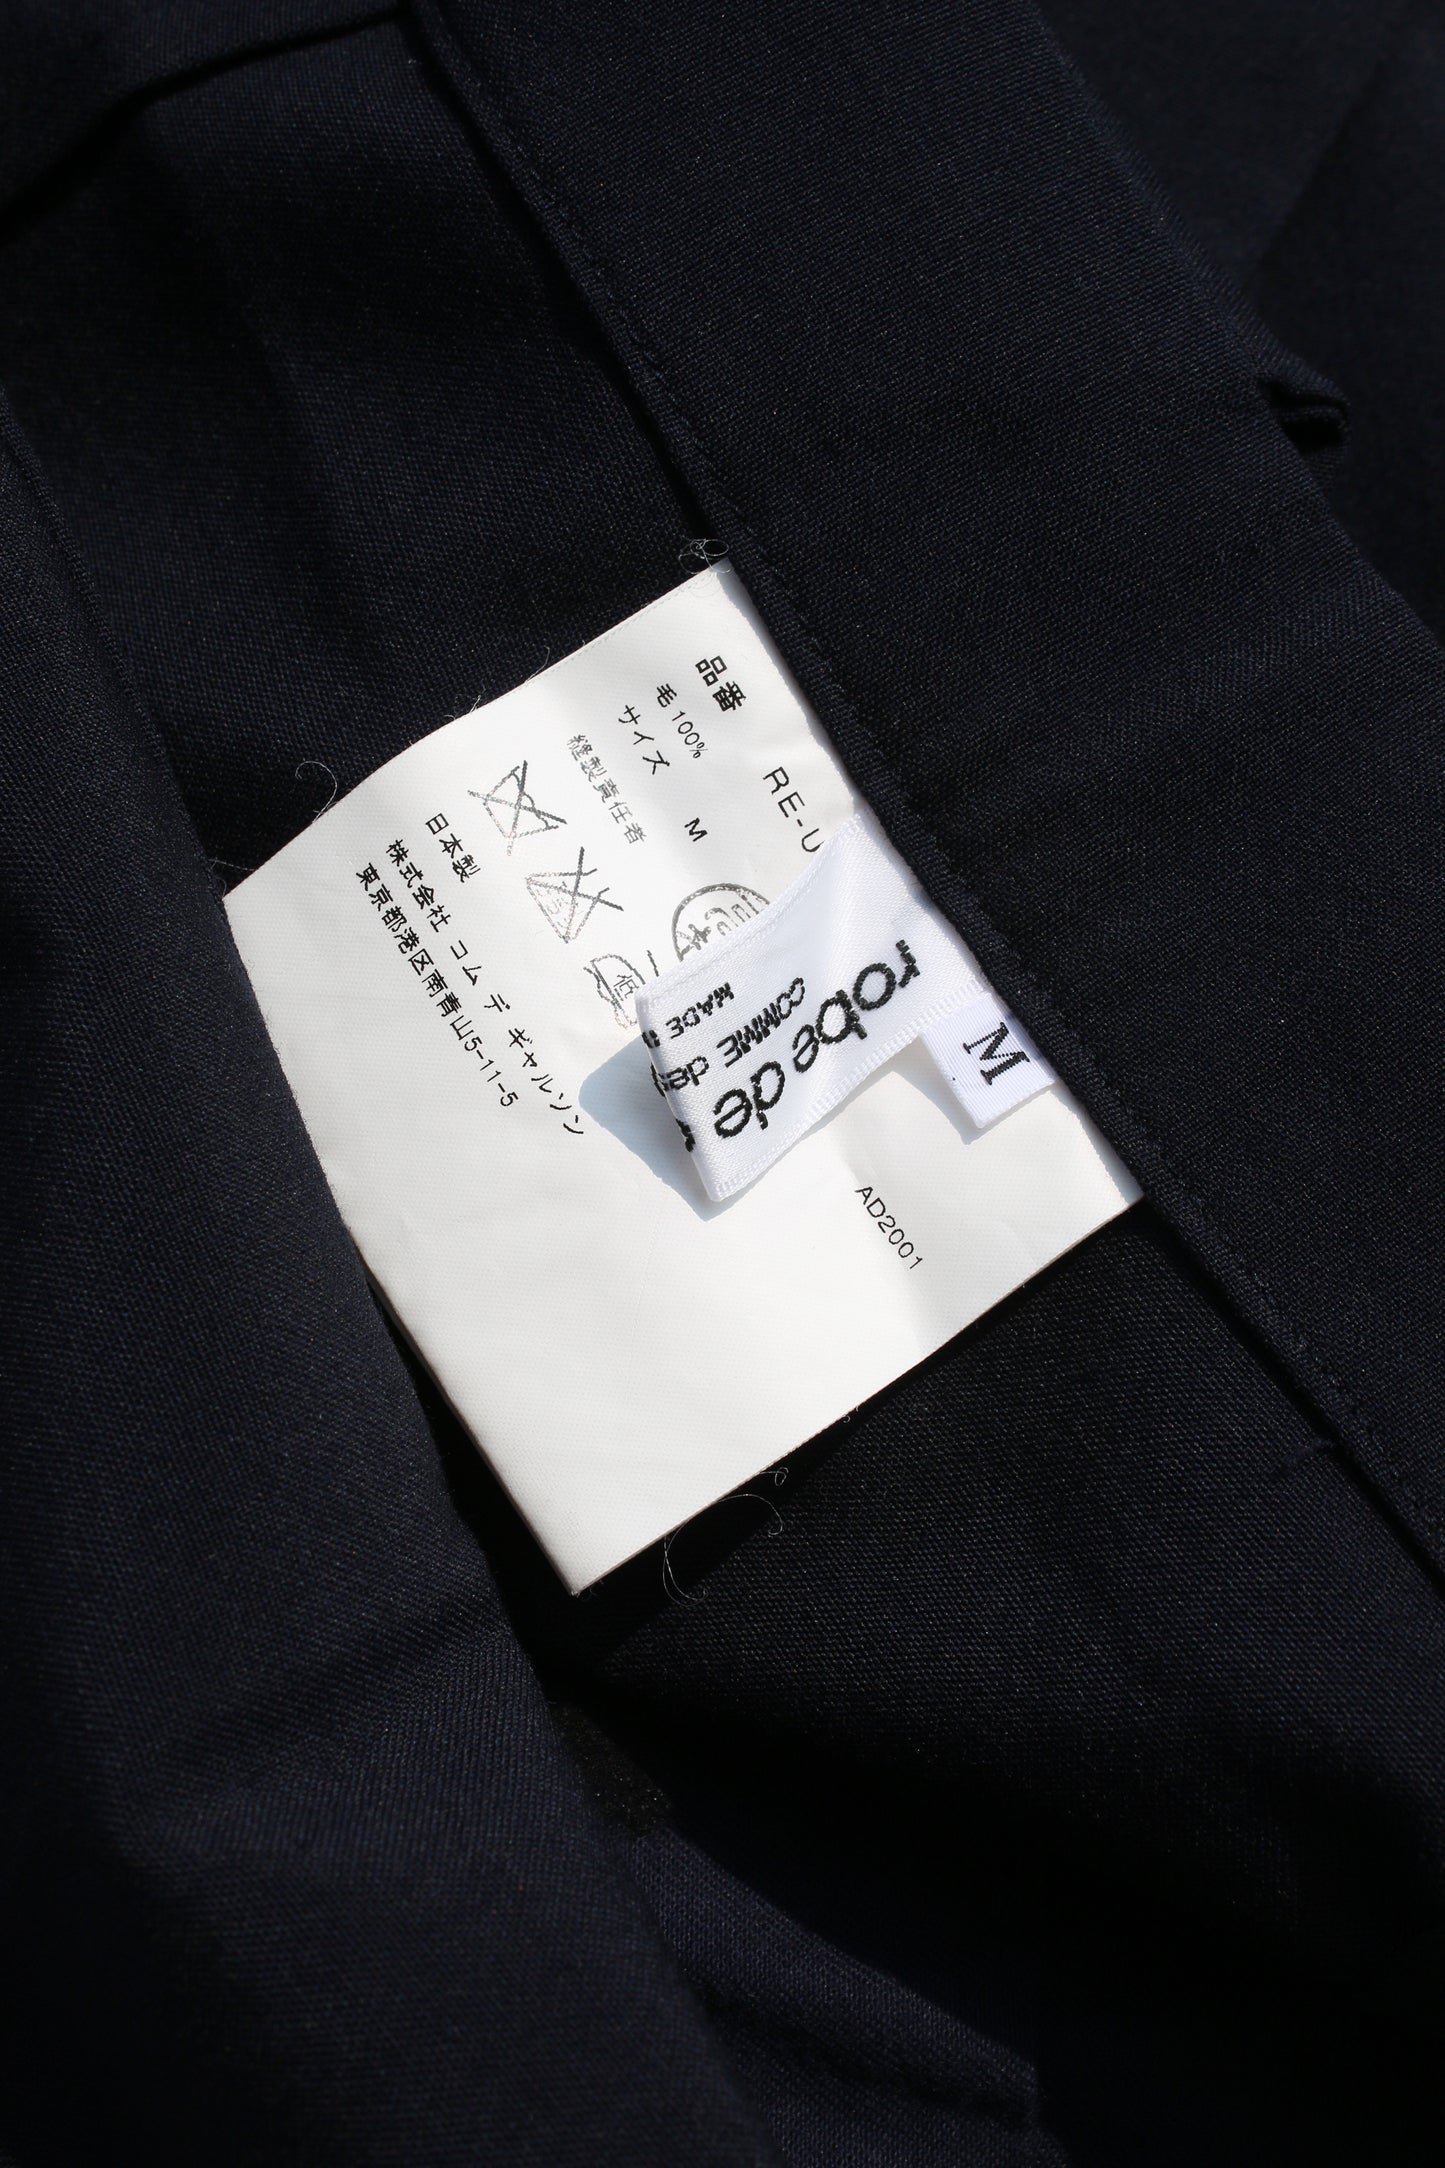 品番 RE-U
毛 100%
サイズ M
縫製責任者
低
日本製
株式会社 コム デ ギャルソン
東京都港区南青山5-11-5
AD2001
robe de
COMME des
MADE
M